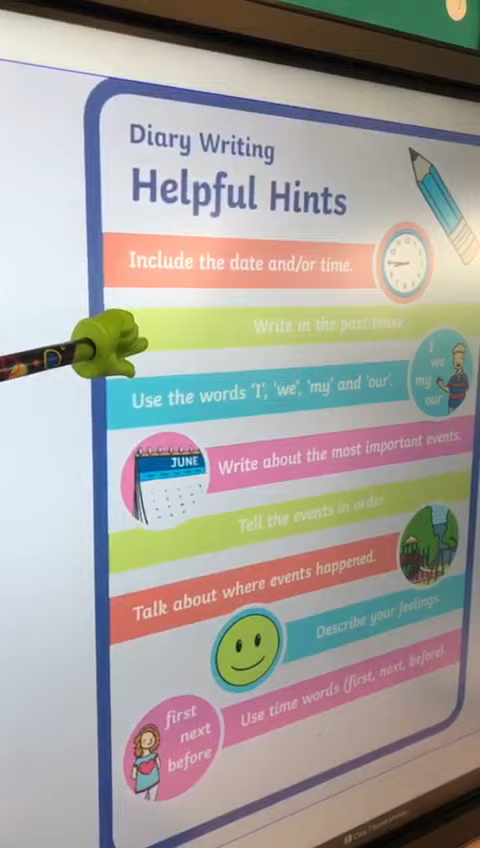 Diary Writing
Helpful Hints
Include the date and/or time.
Write in the past tense.
Use the words 'I', 'we', 'my' and 'our'.
I
we
my
our
JUNE
Write about the most important events.
Tell the events in order.
Talk about where events happened.
Describe your feelings.
Use time words (first, next, before).
first
next
before